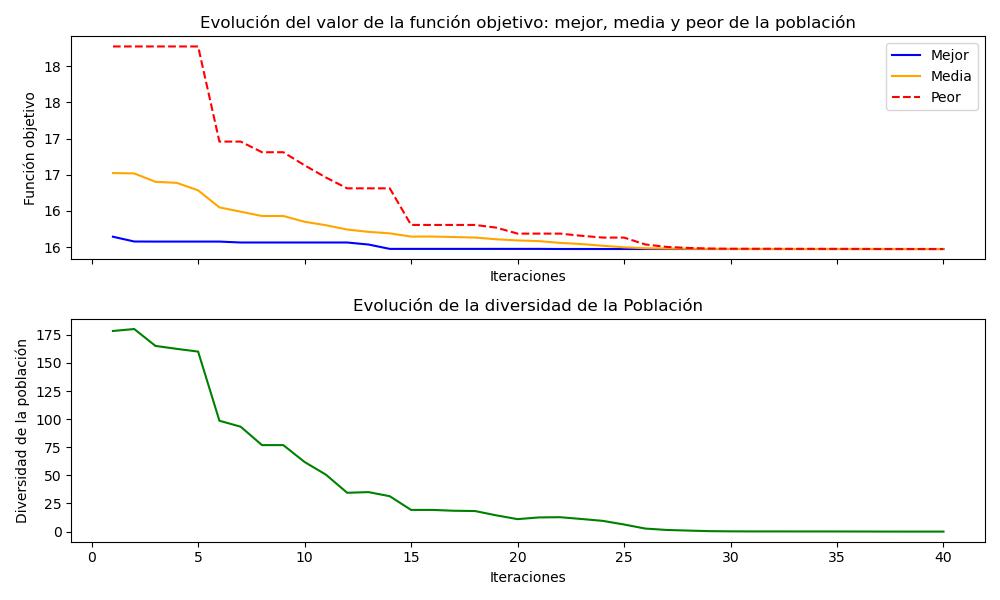 Evolución del valor de la función objetivo: mejor, media y peor de la población
Función objetivo
18
18
17
17
16
16
Mejor
Media
Peor
Iteraciones
Evolución de la diversidad de la Población
Diversidad de la población
175
150
125
100
75
50
25
0
0 5 10 15 20 25 30 35 40
Iteraciones